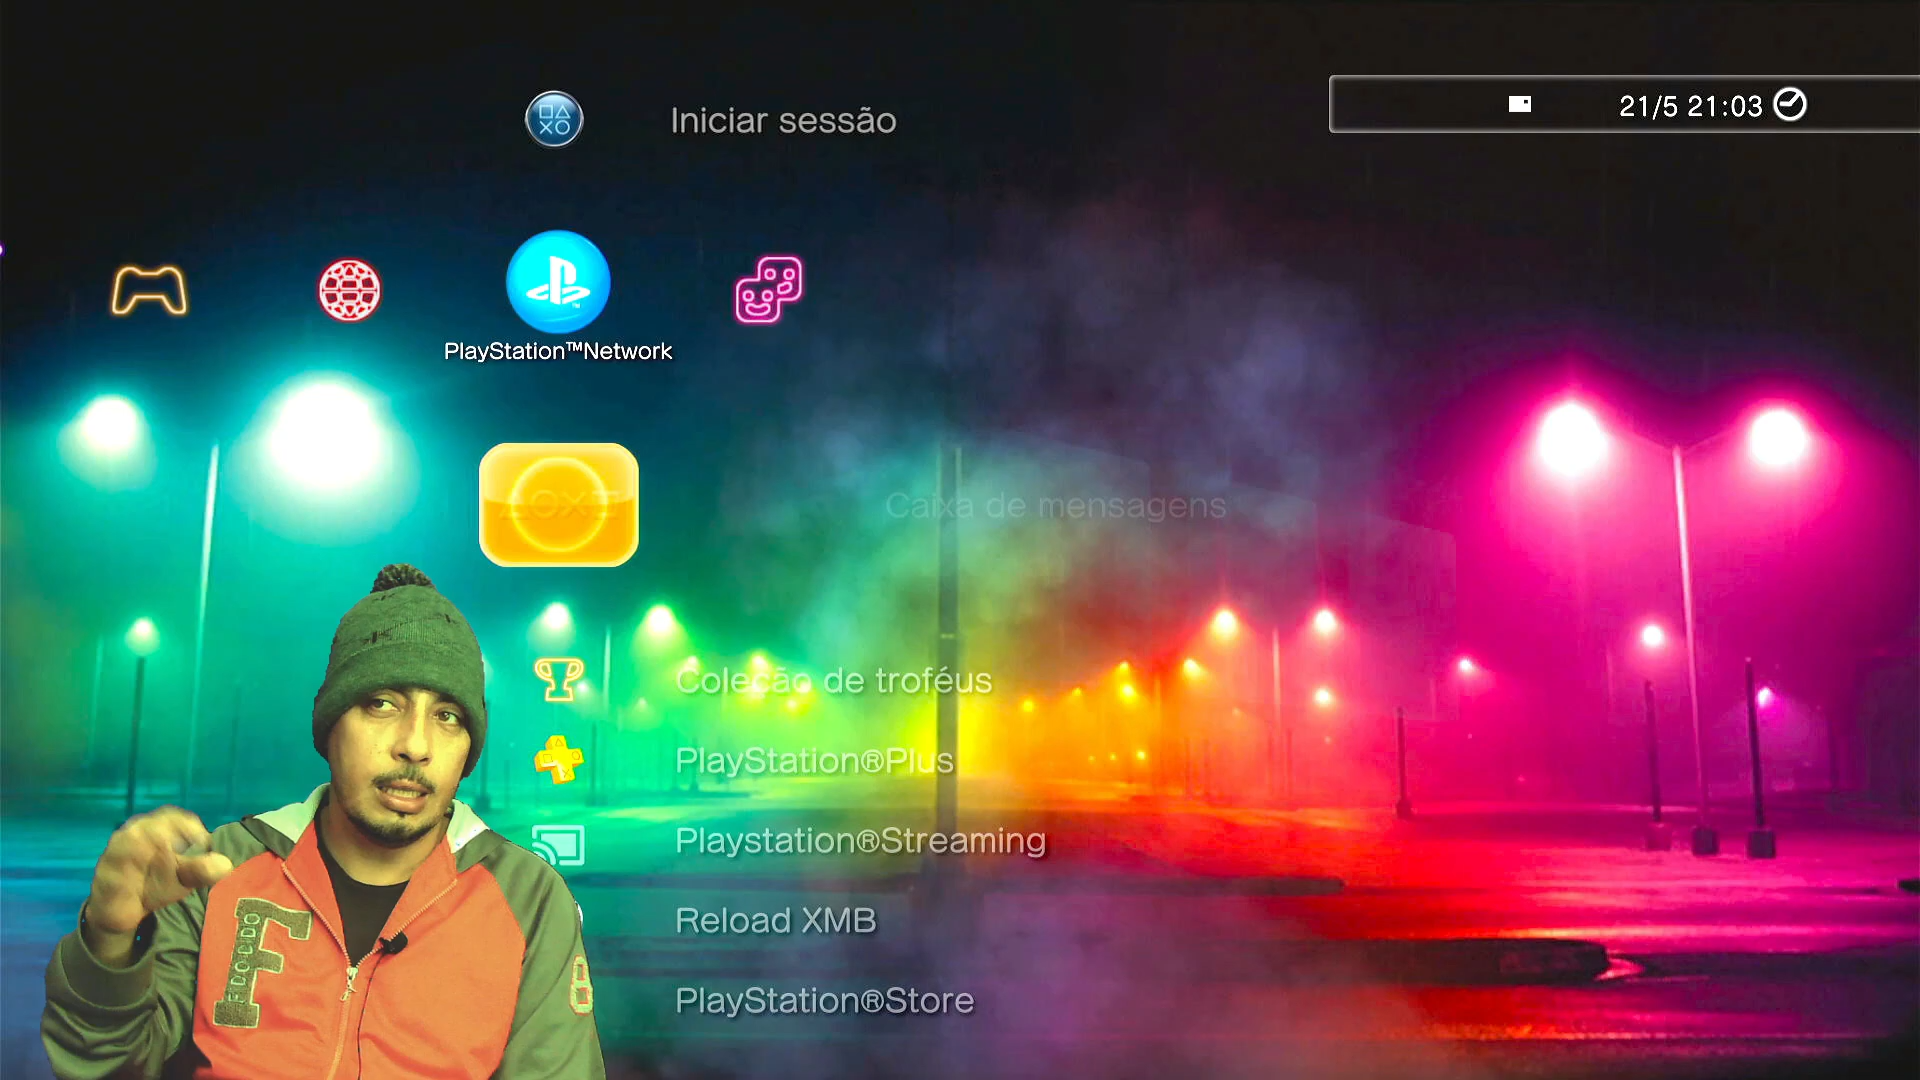 Iniciar sessão
21/5 21:03
PlayStation™Network
Caixa de mensagens
Coleção de troféus
PlayStation®Plus
Playstation®Streaming
Reload XMB
PlayStation®Store
F
8